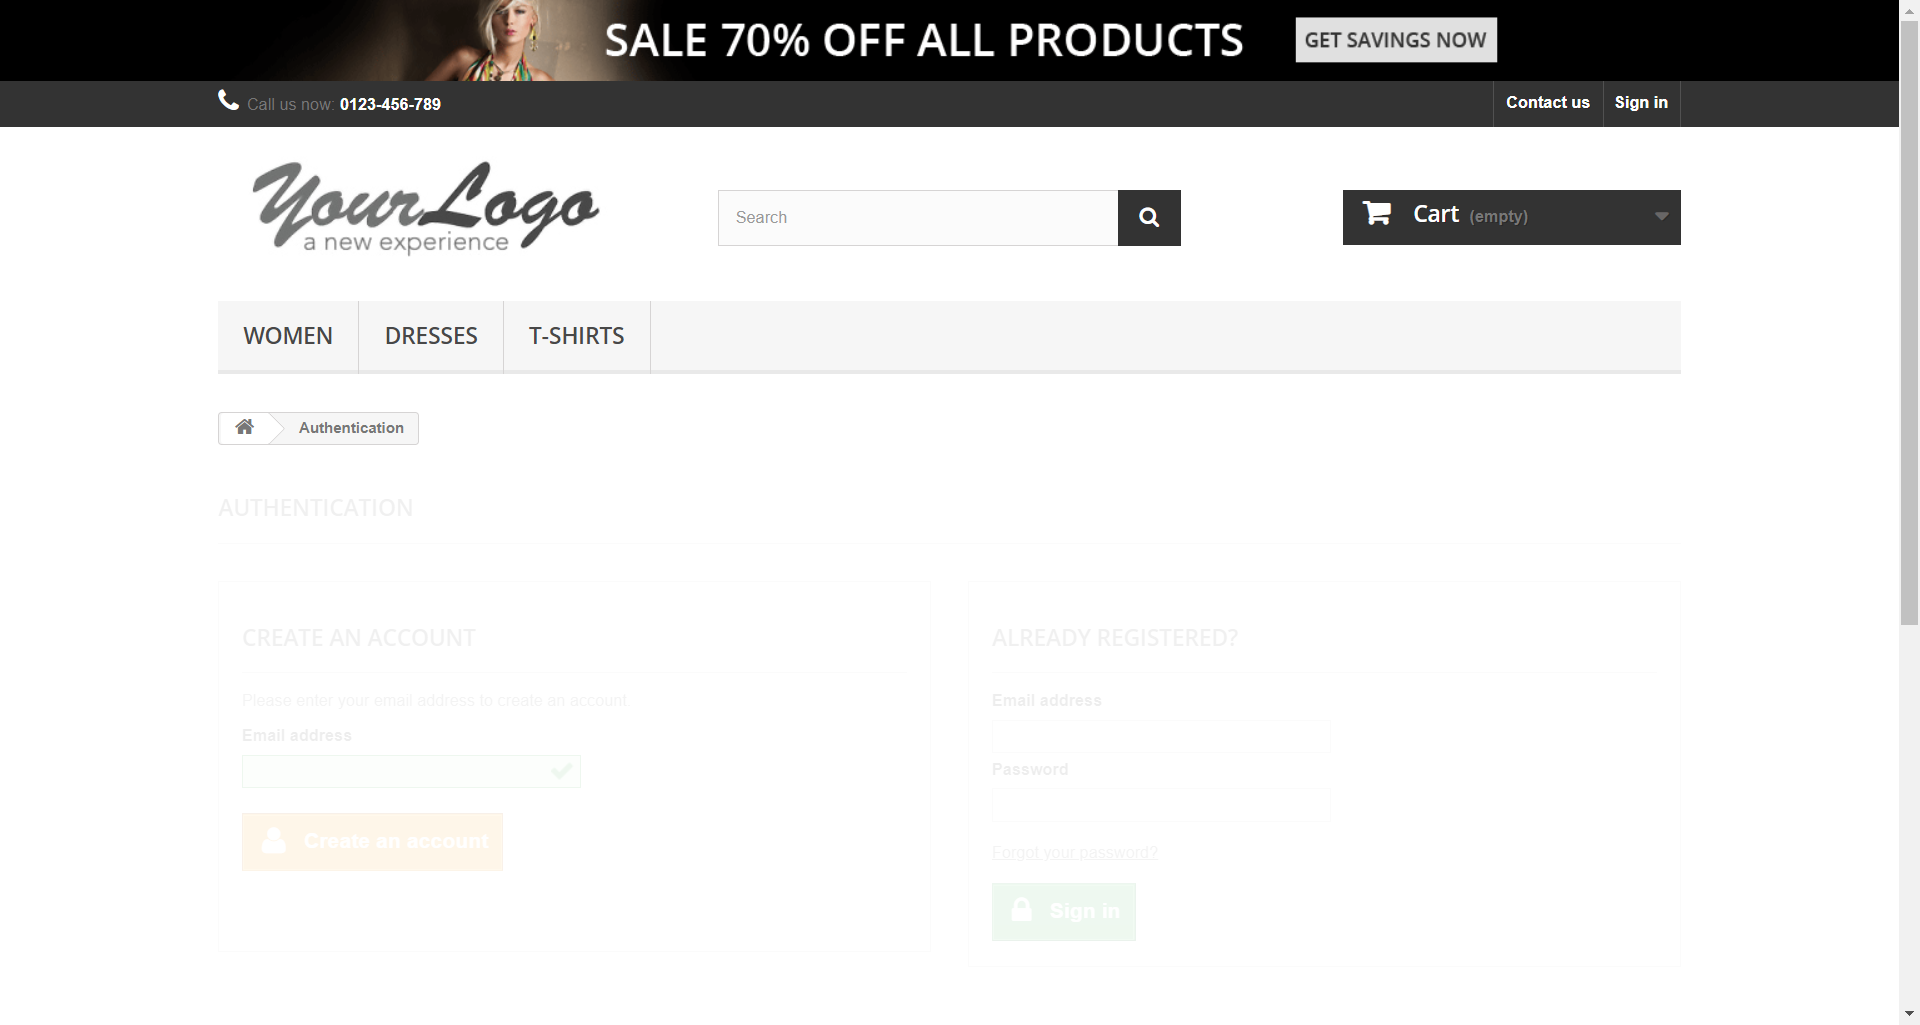 SALE 70% OFF ALL PRODUCTS GET SAVINGS NOW
Call us now: 0123-456-789 Contact us Sign in
YourLogo
a new experience
Search
Cart (empty)
WOMEN DRESSES T-SHIRTS
Authentication
AUTHENTICATION
CREATE AN ACCOUNT
Please enter your email address to create an account.
Email address
Create an account
ALREADY REGISTERED?
Email address
Password
Forgot your password?
Sign in